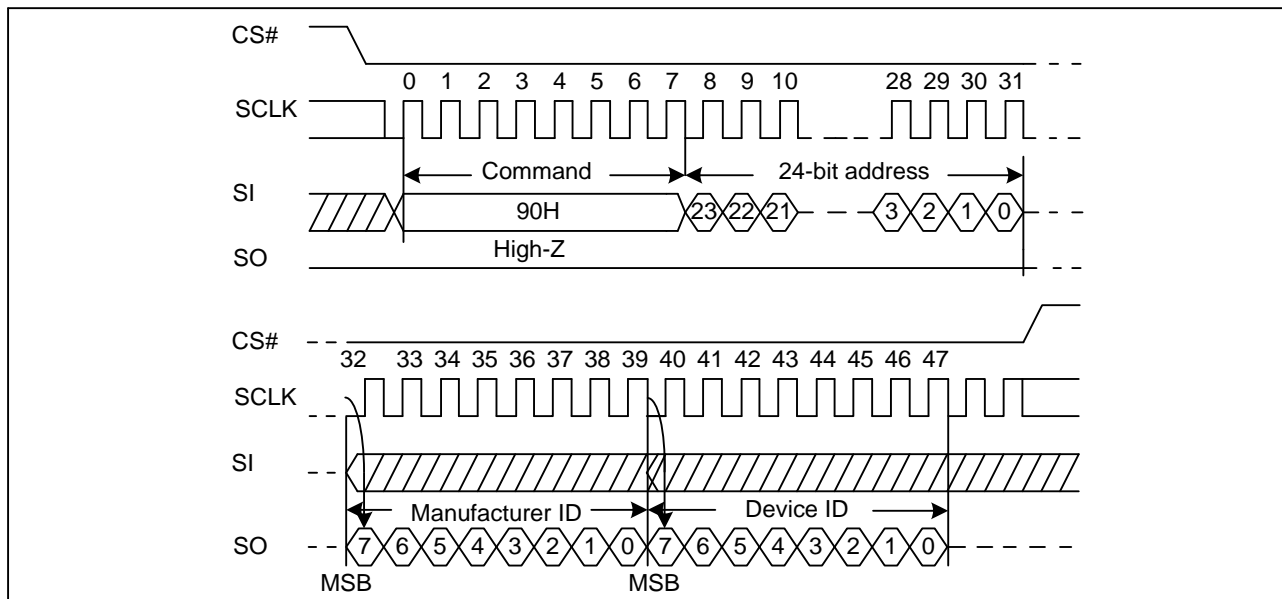 CS#
0 1 2 3 4 5 6 7 8 9 10 28 29 30 31
SCLK
Command 24-bit address
SI
90H 23 22 21 3 2 1 0
High-Z
SO
CS#
32 33 34 35 36 37 38 39 40 41 42 43 44 45 46 47
SCLK
SI
Manufacturer ID Device ID
SO 7 6 5 4 3 2 1 0 7 6 5 4 3 2 1 0
MSB MSB